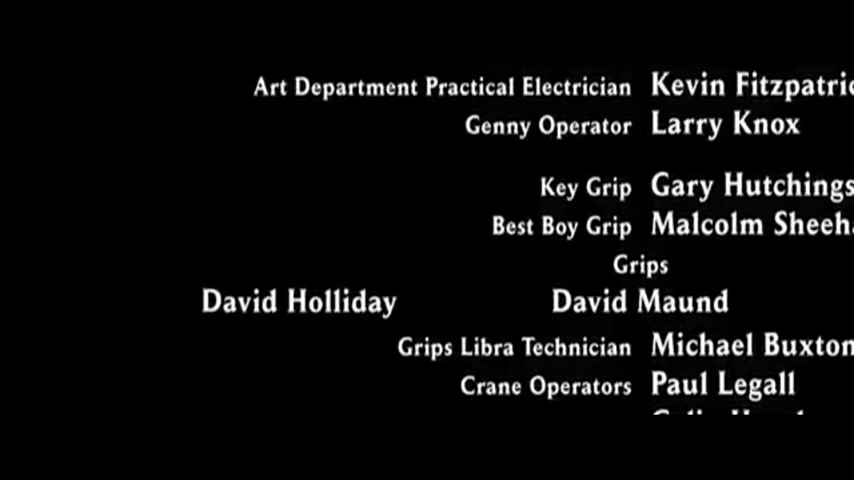 Art Department Practical Electrician Kevin Fitzpatric
Genny Operator Larry Knox
Key Grip Gary Hutchings
Best Boy Grip Malcolm Sheeha
Grips
David Holliday David Maund
Grips Libra Technician Michael Buxton
Crane Operators Paul Legall